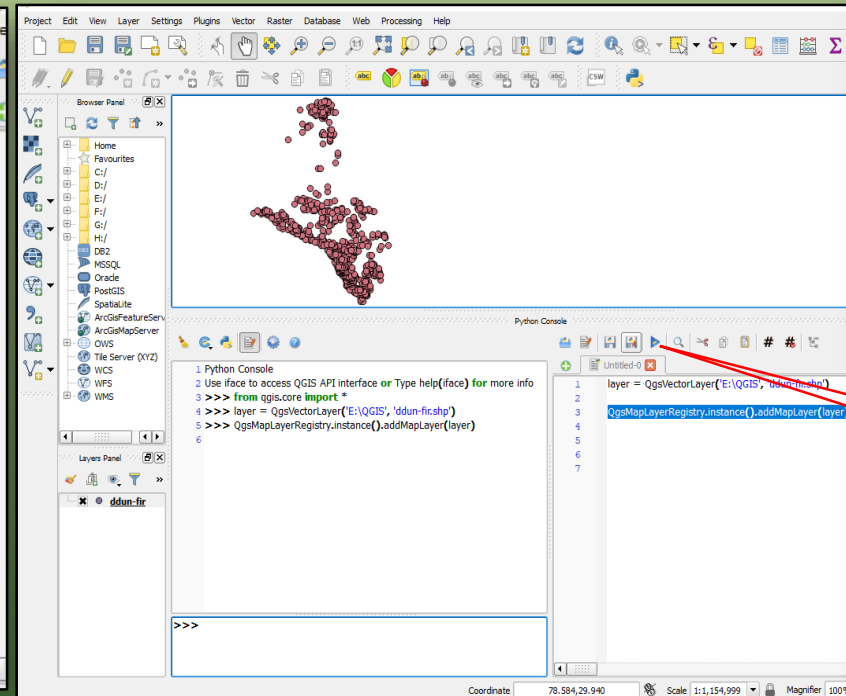 Project Edit View Layer Settings Plugins Vector Raster Database Web Processing Help
Browser Panel
Home
Favourites
C:/
D:/
E:/
F:/
G:/
H:/
DB2
MSSQL
Oracle
PostGIS
SpatiaLite
ArcGisFeatureServ
ArcGisMapServer
OWS
Tile Server (XYZ)
WCS
WFS
WMS
Layers Panel
ddun-fir
Python Console
1 Python Console
2 Use iface to access QGIS API interface or Type help(iface) for more info
3 >>> from qgis.core import *
4 >>> layer = QgsVectorLayer('E:\QGIS', 'ddun-fir.shp')
5 >>> QgsMapLayerRegistry.instance().addMapLayer(layer)
6
>>>
Untitled-0
1 layer = QgsVectorLayer('E:\QGIS', 'ddun-fir.shp')
2
3 QgsMapLayerRegistry.instance().addMapLayer(layer
4
5
6
7
Coordinate 78.584,29.940 Scale 1:1,154,999 Magnifier 100%